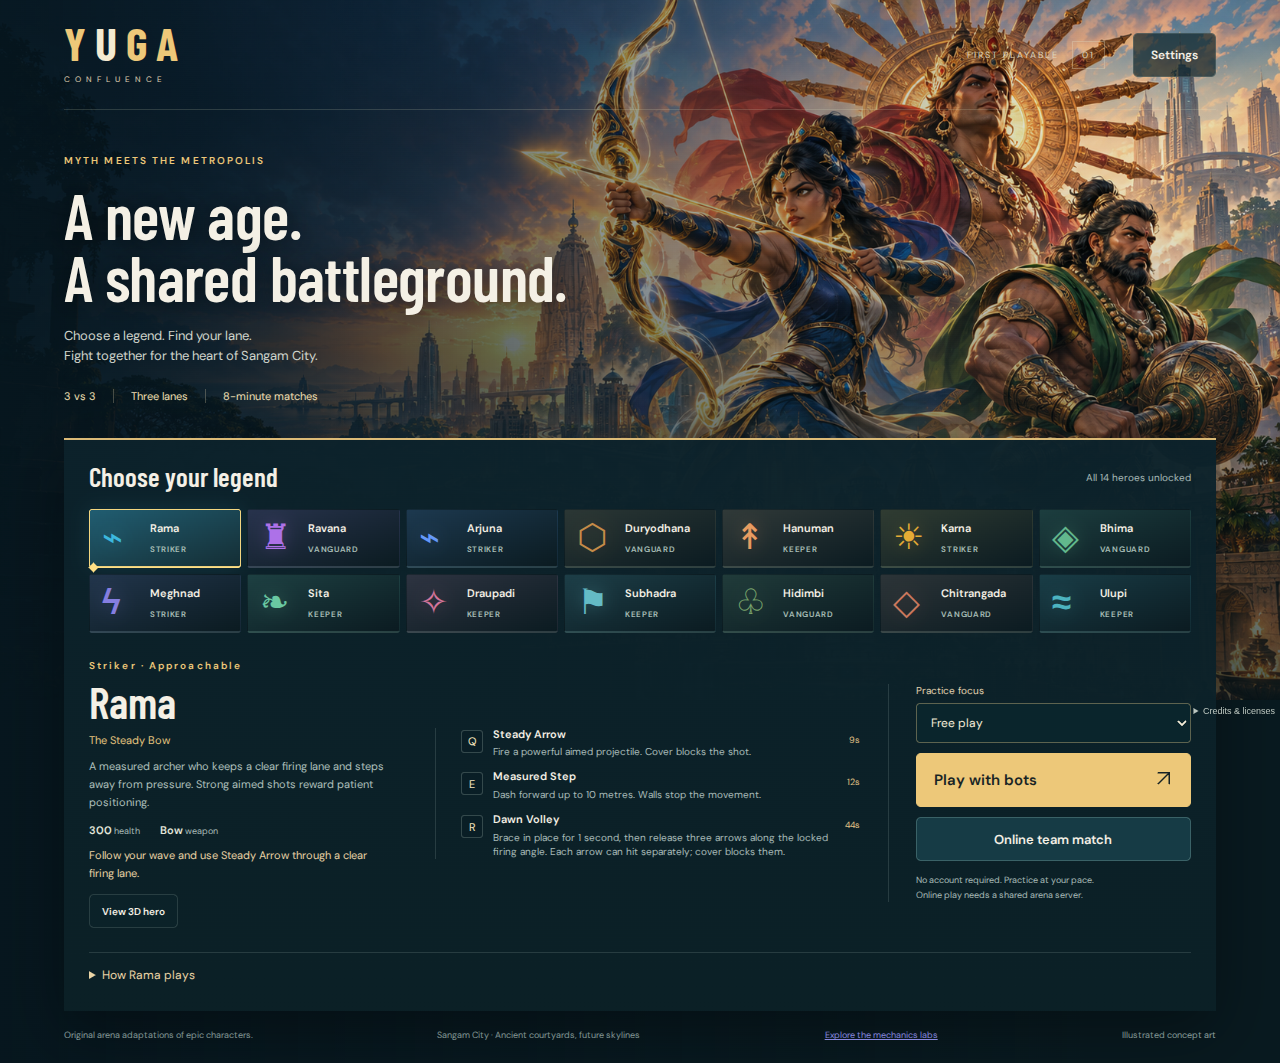 YUGA
CONFLUENCE
FIRST PLAYABLE 01
Settings
MYTH MEETS THE METROPOLIS
A new age.
A shared battleground.
Choose a legend. Find your lane.
Fight together for the heart of Sangam City.
3 vs 3 Three lanes 8-minute matches
Choose your legend
All 14 heroes unlocked
Rama
STRIKER
Ravana
VANGUARD
Arjuna
STRIKER
Duryodhana
VANGUARD
Hanuman
KEEPER
Karna
STRIKER
Bhima
VANGUARD
Meghnad
STRIKER
Sita
KEEPER
Draupadi
KEEPER
Subhadra
KEEPER
Hidimbi
VANGUARD
Chitrangada
VANGUARD
Ulupi
KEEPER
Striker · Approachable
Rama
The Steady Bow
A measured archer who keeps a clear firing lane and steps
away from pressure. Strong aimed shots reward patient
positioning.
300 health Bow weapon
Follow your wave and use Steady Arrow through a clear
firing lane.
View 3D hero
Q
Steady Arrow
Fire a powerful aimed projectile. Cover blocks the shot.
9s
E
Measured Step
Dash forward up to 10 metres. Walls stop the movement.
12s
R
Dawn Volley
Brace in place for 1 second, then release three arrows along the locked
firing angle. Each arrow can hit separately; cover blocks them.
44s
Practice focus
Free play
Play with bots
Online team match
No account required. Practice at your pace.
Online play needs a shared arena server.
Credits & licenses
How Rama plays
Original arena adaptations of epic characters.
Sangam City · Ancient courtyards, future skylines
Explore the mechanics labs
Illustrated concept art